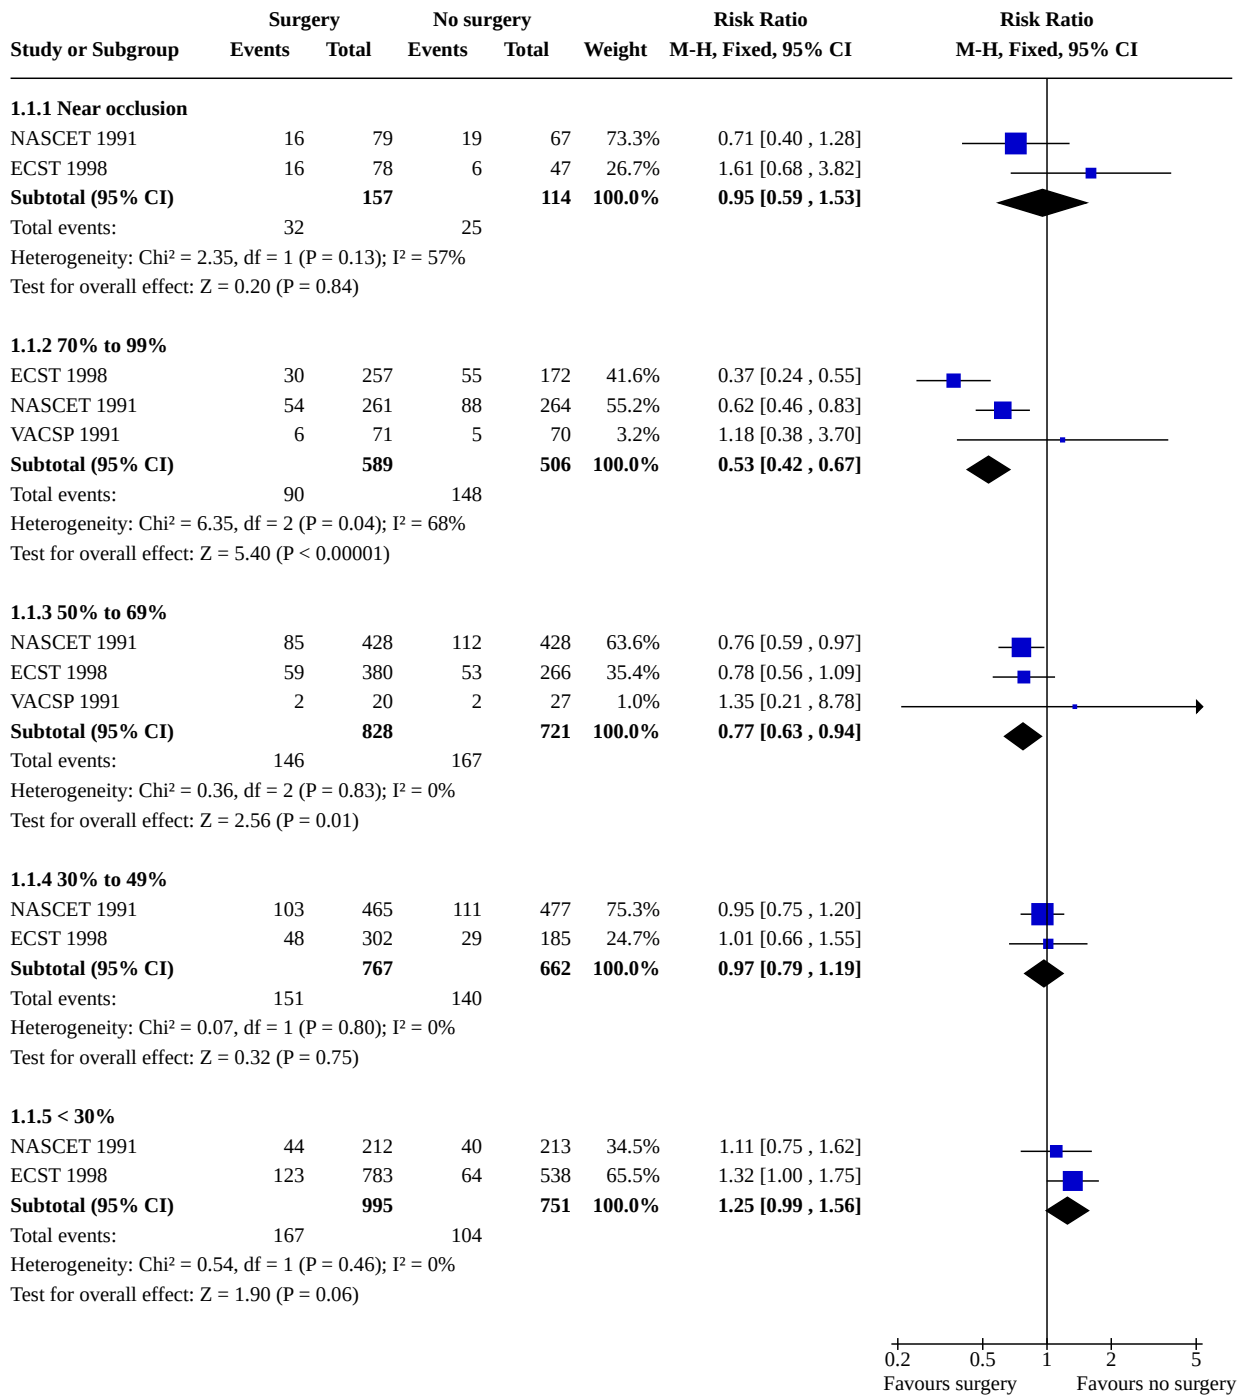 Surgery No surgery Risk Ratio Risk Ratio
Study or Subgroup Events Total Events Total Weight M-H, Fixed, 95% CI M-H, Fixed, 95% CI
1.1.1 Near occlusion
NASCET 1991 16 79 19 67 73.3% 0.71 [0.40 , 1.28]
ECST 1998 16 78 6 47 26.7% 1.61 [0.68 , 3.82]
Subtotal (95% CI) 157 114 100.0% 0.95 [0.59 , 1.53]
Total events: 32 25
Heterogeneity: Chi² = 2.35, df = 1 (P = 0.13); I² = 57%
Test for overall effect: Z = 0.20 (P = 0.84)
1.1.2 70% to 99%
ECST 1998 30 257 55 172 41.6% 0.37 [0.24 , 0.55]
NASCET 1991 54 261 88 264 55.2% 0.62 [0.46 , 0.83]
VACSP 1991 6 71 5 70 3.2% 1.18 [0.38 , 3.70]
Subtotal (95% CI) 589 506 100.0% 0.53 [0.42 , 0.67]
Total events: 90 148
Heterogeneity: Chi² = 6.35, df = 2 (P = 0.04); I² = 68%
Test for overall effect: Z = 5.40 (P < 0.00001)
1.1.3 50% to 69%
NASCET 1991 85 428 112 428 63.6% 0.76 [0.59 , 0.97]
ECST 1998 59 380 53 266 35.4% 0.78 [0.56 , 1.09]
VACSP 1991 2 20 2 27 1.0% 1.35 [0.21 , 8.78]
Subtotal (95% CI) 828 721 100.0% 0.77 [0.63 , 0.94]
Total events: 146 167
Heterogeneity: Chi² = 0.36, df = 2 (P = 0.83); I² = 0%
Test for overall effect: Z = 2.56 (P = 0.01)
1.1.4 30% to 49%
NASCET 1991 103 465 111 477 75.3% 0.95 [0.75 , 1.20]
ECST 1998 48 302 29 185 24.7% 1.01 [0.66 , 1.55]
Subtotal (95% CI) 767 662 100.0% 0.97 [0.79 , 1.19]
Total events: 151 140
Heterogeneity: Chi² = 0.07, df = 1 (P = 0.80); I² = 0%
Test for overall effect: Z = 0.32 (P = 0.75)
1.1.5 < 30%
NASCET 1991 44 212 40 213 34.5% 1.11 [0.75 , 1.62]
ECST 1998 123 783 64 538 65.5% 1.32 [1.00 , 1.75]
Subtotal (95% CI) 995 751 100.0% 1.25 [0.99 , 1.56]
Total events: 167 104
Heterogeneity: Chi² = 0.54, df = 1 (P = 0.46); I² = 0%
Test for overall effect: Z = 1.90 (P = 0.06)
0.2 0.5 1 2 5
Favours surgery Favours no surgery